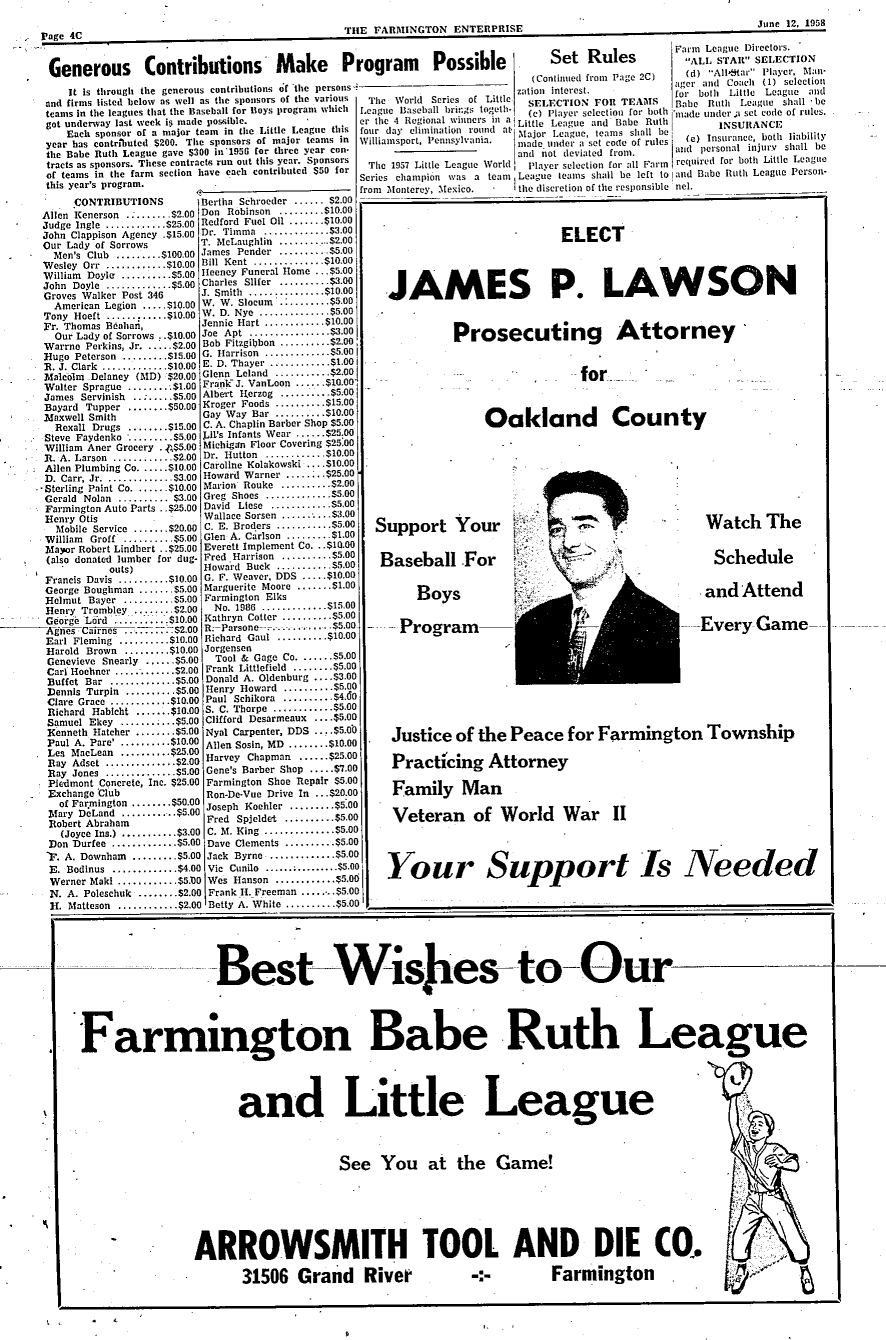 Page 4C
THE FARMINGTON ENTERPRISE
June 12, 1958
Generous Contributions Make Program Possible
It is through the generous contributions of the persons
and firms listed below as well as the sponsors of the various
teams in the leagues that the Baseball for Boys program which
got underway last week is made possible.
Each sponsor of a major team in the Little League this
year has contributed $200. The sponsors of major teams in
the Babe Ruth League gave $300 in 1956 for three year con-
tracts as sponsors. These contracts run out this year. Sponsors
of teams in the farm section have each contributed $50 for
this year's program.
CONTRIBUTIONS
Allen Kenerson ........$2.00
Judge Ingle ...........$25.00
John Clappison Agency .$15.00
Our Lady of Sorrows
Men's Club ........$100.00
Wesley Orr ...........$10.00
William Doyle ..........$5.00
John Doyle .............$5.00
Groves Walker Post 346
American Legion .....$10.00
Tony Hoeft ...........$10.00
Fr. Thomas Beahan,
Our Lady of Sorrows ..$10.00
Warrne Perkins, Jr. .....$2.00
Hugo Peterson ........$15.00
R. J. Clark ............$10.00
Malcolm Delaney (MD) $20.00
Walter Sprague ........$1.00
James Servinish .......$5.00
Bayard Tupper .......$50.00
Maxwell Smith
Rexall Drugs ........$15.00
Steve Faydenko ........$5.00
William Aner Grocery ..$5.00
R. A. Larson ...........$2.00
Allen Plumbing Co. ....$10.00
D. Carr, Jr. ............$3.00
Sterling Paint Co. .....$10.00
Gerald Nolan ..........$3.00
Farmington Auto Parts ..$25.00
Henry Otis
Mobile Service .......$20.00
William Groff ..........$5.00
Mayor Robert Lindbert ..$25.00
(also donated lumber for dug-
outs)
Francis Davis .........$10.00
George Boughman .......$5.00
Helmut Bayer ..........$5.00
Henry Trombley .........$2.00
George Lord ..........$10.00
Agnes Cairnes ..........$2.00
Earl Fleming ..........$10.00
Harold Brown .........$10.00
Genevieve Snearly ......$5.00
Carl Hoehner ..........$2.00
Buffet Bar .............$5.00
Dennis Turpin ..........$5.00
Clare Grace ...........$10.00
Richard Habicht .......$10.00
Samuel Ekey ...........$5.00
Kenneth Hatcher ........$5.00
Paul A. Pare' ..........$10.00
Les MacLean ..........$25.00
Ray Adset .............$2.00
Ray Jones .............$5.00
Piedmont Concrete, Inc. $25.00
Exchange Club
of Farmington ........$50.00
Mary DeLand ...........$5.00
Robert Abraham
(Joyce Ins.) ...........$3.00
Don Durfee ............$5.00
F. A. Downham .........$5.00
E. Bodinus .............$4.00
Werner Maki ...........$5.00
N. A. Poleschuk ........$2.00
H. Matteson ...........$2.00
Bertha Schroeder ......$2.00
Don Robinson .........$10.00
Redford Fuel Oil .......$10.00
Dr. Timma ............$3.00
T. McLaughlin ..........$2.00
James Pender ..........$5.00
Bill Kent .............$10.00
Heeney Funeral Home ...$5.00
Charles Slifer ..........$3.00
J. Smith ..............$10.00
W. W. Slocum ..........$5.00
W. D. Nye .............$5.00
Jennie Hart ...........$10.00
Joe Apt ...............$3.00
Bob Fitzgibbon .........$2.00
G. Harrison ............$5.00
E. D. Thayer ...........$1.00
Glenn Leland ...........$2.00
Frank J. VanLoon .......$10.00
Albert Herzog ..........$5.00
Kroger Foods .........$15.00
Gay Way Bar ..........$10.00
C. A. Chaplin Barber Shop $5.00
Lil's Infants Wear ......$25.00
Michigan Floor Covering $25.00
Dr. Hutton ............$10.00
Caroline Kolakowski ....$10.00
Howard Warner ........$25.00
Marion Rouke ..........$2.00
Greg Shoes ............$5.00
David Liese ............$5.00
Wallace Sorsen .........$3.00
C. E. Broders ..........$5.00
Glen A. Carlson ........$1.00
Everett Implement Co. ..$10.00
Fred Harrison ..........$5.00
Howard Buck ..........$5.00
G. F. Weaver, DDS .....$10.00
Marguerite Moore .......$1.00
Farmington Elks
No. 1986 ............$15.00
Kathryn Cotter .........$5.00
R. Parsons .............$5.00
Richard Gaul ..........$10.00
Jorgensen
Tool & Gage Co. ......$5.00
Frank Littlefield ........$5.00
Donald A. Oldenburg ....$3.00
Henry Howard ..........$5.00
Paul Schikora ..........$4.00
S. C. Thorpe ...........$5.00
Clifford Desarmeaux ....$5.00
Nyal Carpenter, DDS ....$5.00
Allen Sosin, MD .......$10.00
Harvey Chapman .......$25.00
Gene's Barber Shop .....$7.00
Farmington Shoe Repair $5.00
Ron-De-Vue Drive In ...$20.00
Joseph Koehler .........$5.00
Fred Spjeldet ...........$5.00
C. M. King .............$5.00
Dave Clements .........$5.00
Jack Byrne .............$5.00
Vic Cunilo .............$5.00
Wes Hanson ............$5.00
Frank H. Freeman ......$5.00
Betty A. White .........$5.00
The World Series of Little
League Baseball brings togeth-
er the 4 Regional winners in a
four day elimination round at
Williamsport, Pennsylvania.
The 1957 Little League World
Series champion was a team
from Monterey, Mexico.
Set Rules
(Continued from Page 2C)
zation interest.
SELECTION FOR TEAMS
(c) Player selection for both
Little League and Babe Ruth
Major League, teams shall be
made under a set code of rules
and not deviated from.
Player selection for all Farm
League teams shall be left to
the discretion of the responsible
Farm League Directors.
"ALL STAR" SELECTION
(d) "All-Star" Player, Man-
ager and Coach (1) selection
for both Little League and
Babe Ruth League shall be
made under a set code of rules.
INSURANCE
(e) Insurance, both liability
and personal injury shall be
required for both Little League
and Babe Ruth League Person-
nel.
ELECT
JAMES P. LAWSON
Prosecuting Attorney
for
Oakland County
Support Your
Baseball For
Boys
Program
Watch The
Schedule
and Attend
Every Game
Justice of the Peace for Farmington Township
Practicing Attorney
Family Man
Veteran of World War II
Your Support Is Needed
Best Wishes to Our
Farmington Babe Ruth League
and Little League
See You at the Game!
ARROWSMITH TOOL AND DIE CO.
31506 Grand River -:- Farmington